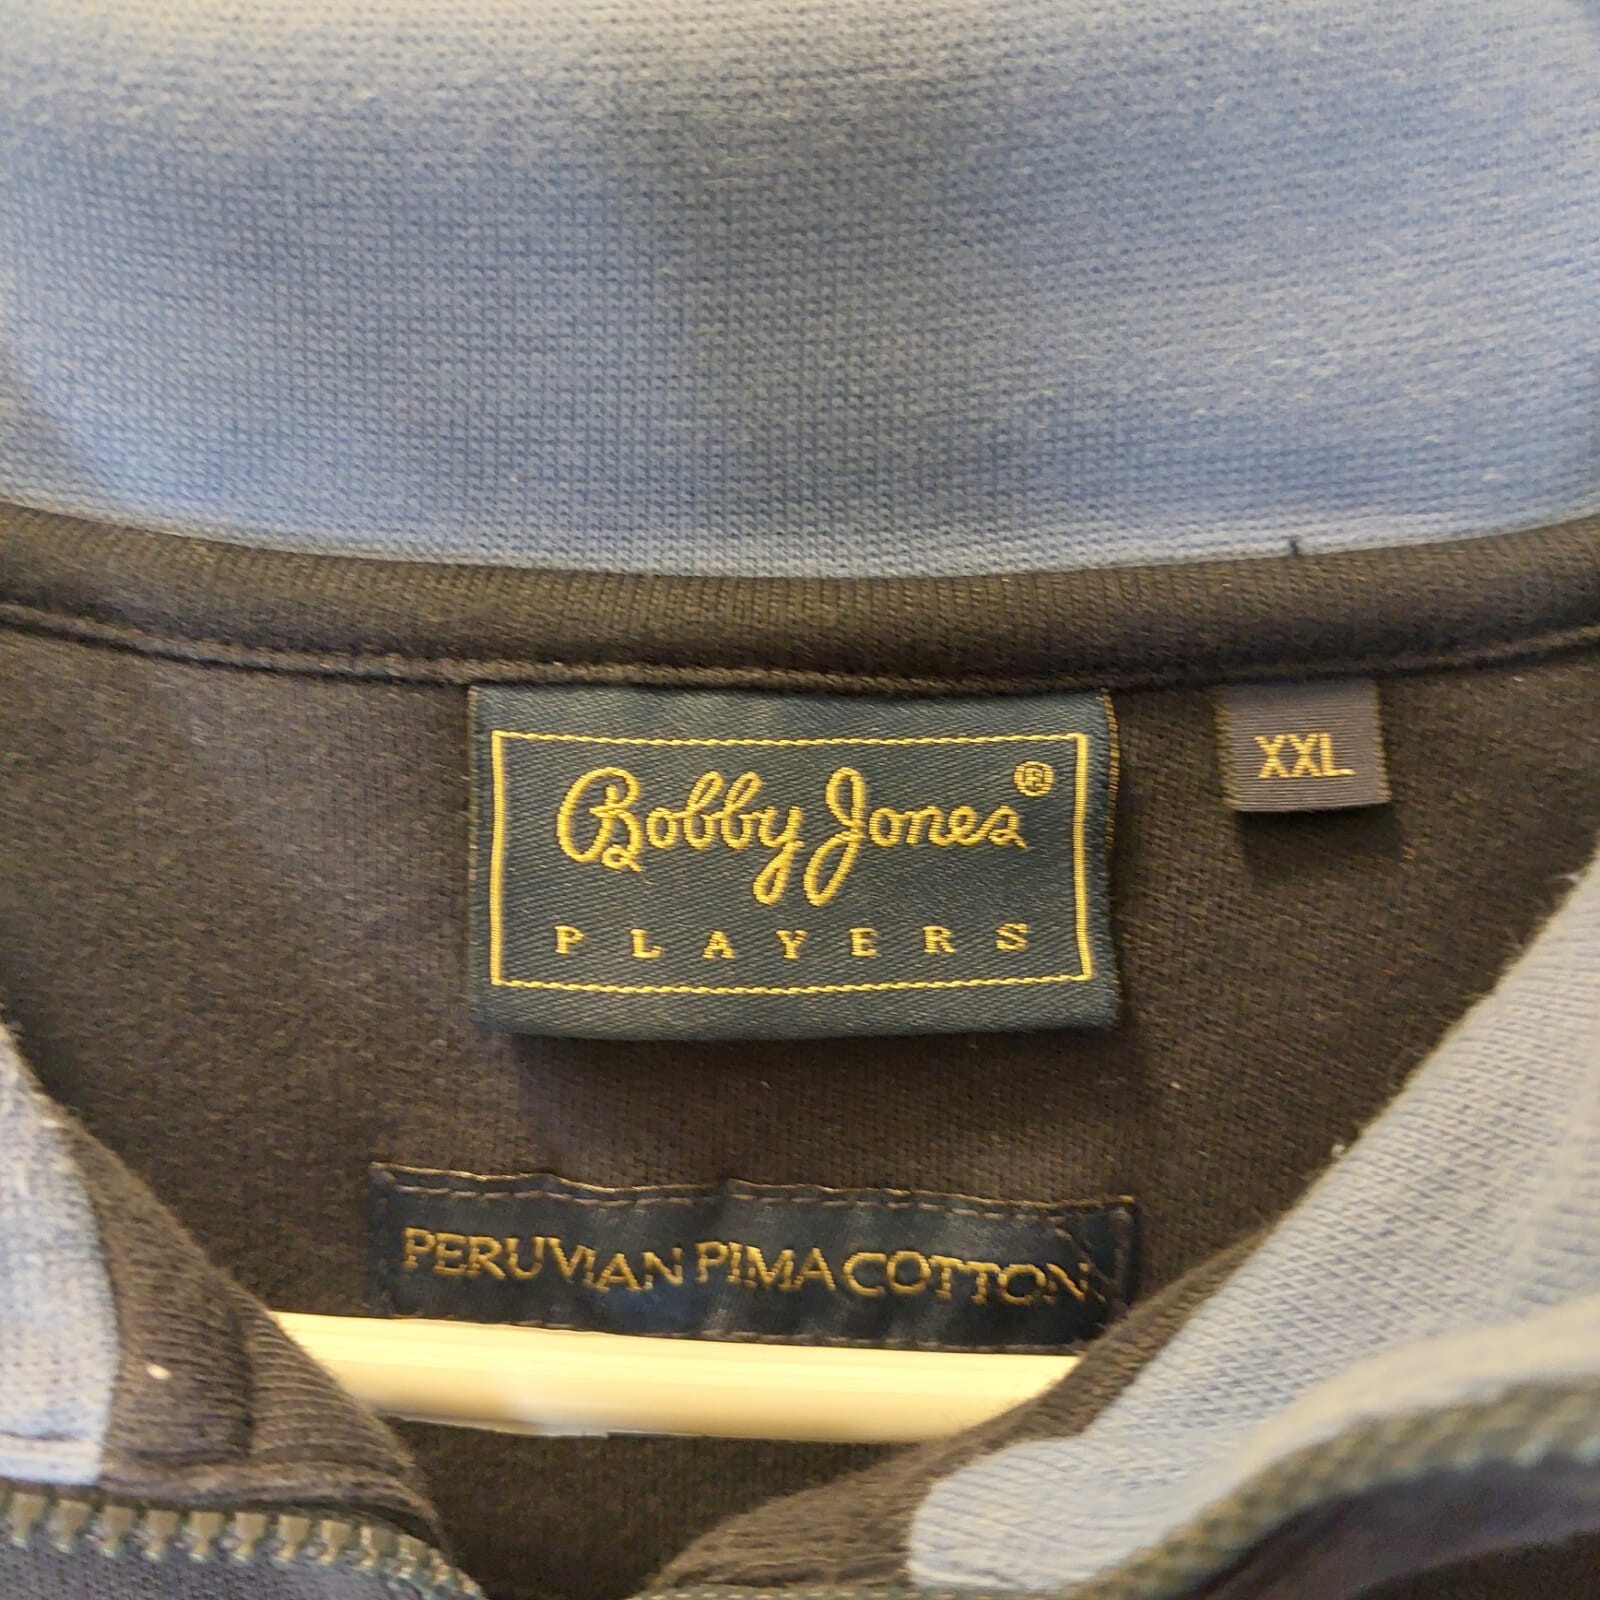 Bobby Jones®
PLAYERS
XXL
PERUVIAN PIMA COTTON